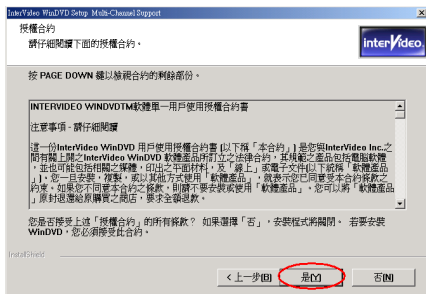 InterVideo WinDVD Setup Multi-Channel Support
授權合約
請仔細閱讀下面的授權合約。
interVideo.
按 PAGE DOWN 鍵以檢視合約的剩餘部份。
INTERVIDEO WINDVDTM軟體單一用戶使用授權合約書
注意事項 - 請仔細閱讀
這一份InterVideo WinDVD 用戶使用授權合約書 [以下稱「本合約」] 是您與InterVideo Inc.之
間有關上開之InterVideo WinDVD 軟體產品所訂立之法律合約，其規範之產品包括電腦軟體
，並也可能包括相關之媒體，印出之平面材料，及「線上」或電子文件(以下統稱「軟體產品
」)。您一旦安裝，複製，或以其他方式使用「軟體產品」，就表示您已同意受本合約條款之
約束。如果您不同意本合約之條款，則請不要安裝或使用「軟體產品」。您可以將「軟體產品
」原封退還給原購買之商店，要求全額退款。
您是否接受上述「授權合約」的所有條款？ 如果選擇「否」，安裝程式將關閉。 若要安裝
WinDVD，您必須接受此合約。
InstallShield
<上一步(B) 是(Y) 否(N)